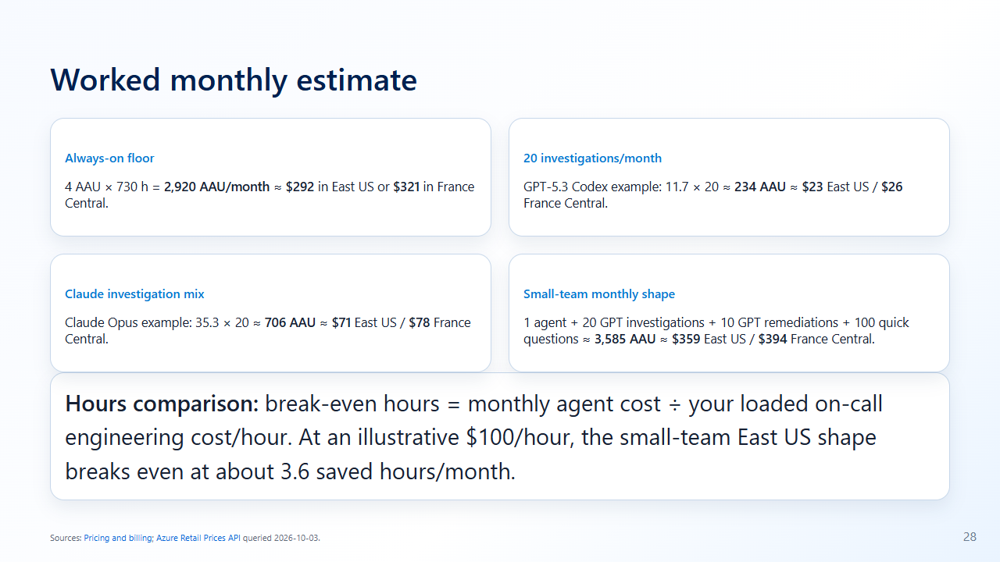 Worked monthly estimate
Always-on floor
4 AAU × 730 h = 2,920 AAU/month ≈ $292 in East US or $321 in France
Central.
20 investigations/month
GPT-5.3 Codex example: 11.7 × 20 ≈ 234 AAU ≈ $23 East US / $26
France Central.
Claude investigation mix
Claude Opus example: 35.3 × 20 ≈ 706 AAU ≈ $71 East US / $78 France
Central.
Small-team monthly shape
1 agent + 20 GPT investigations + 10 GPT remediations + 100 quick
questions ≈ 3,585 AAU ≈ $359 East US / $394 France Central.
Hours comparison: break-even hours = monthly agent cost ÷ your loaded on-call
engineering cost/hour. At an illustrative $100/hour, the small-team East US shape
breaks even at about 3.6 saved hours/month.
Sources: Pricing and billing; Azure Retail Prices API queried 2026-10-03.
28